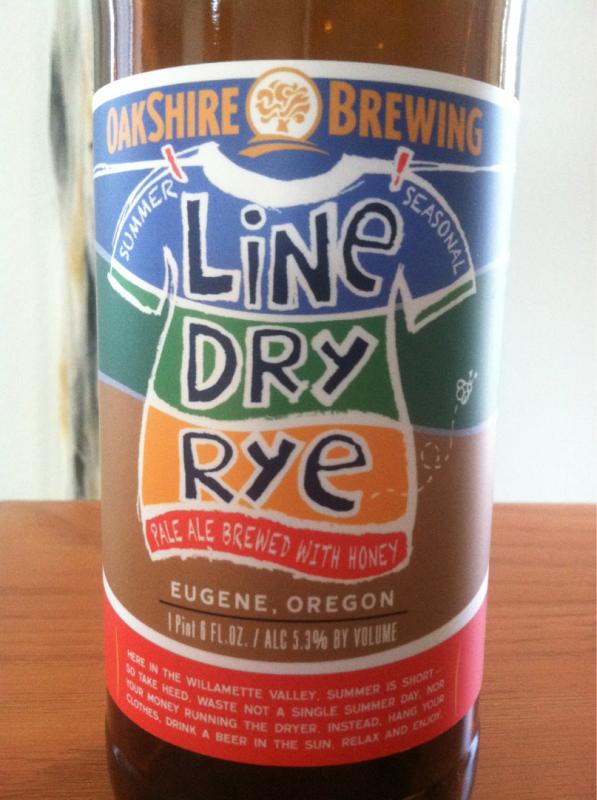 OAKSHIRE BREWING
SUMMER SEASONAL
LiNe
DRY
RYe
PALE ALE BREWED WITH HONEY
EUGENE, OREGON
1 Pint 6 FL.OZ. / ALC 5.3% BY VOLUME
HERE IN THE WILLAMETTE VALLEY, SUMMER IS SHORT–
SO TAKE HEED, WASTE NOT A SINGLE SUMMER DAY, NOR
YOUR MONEY RUNNING THE DRYER. INSTEAD, HANG YOUR
CLOTHES, DRINK A BEER IN THE SUN, RELAX AND ENJOY.